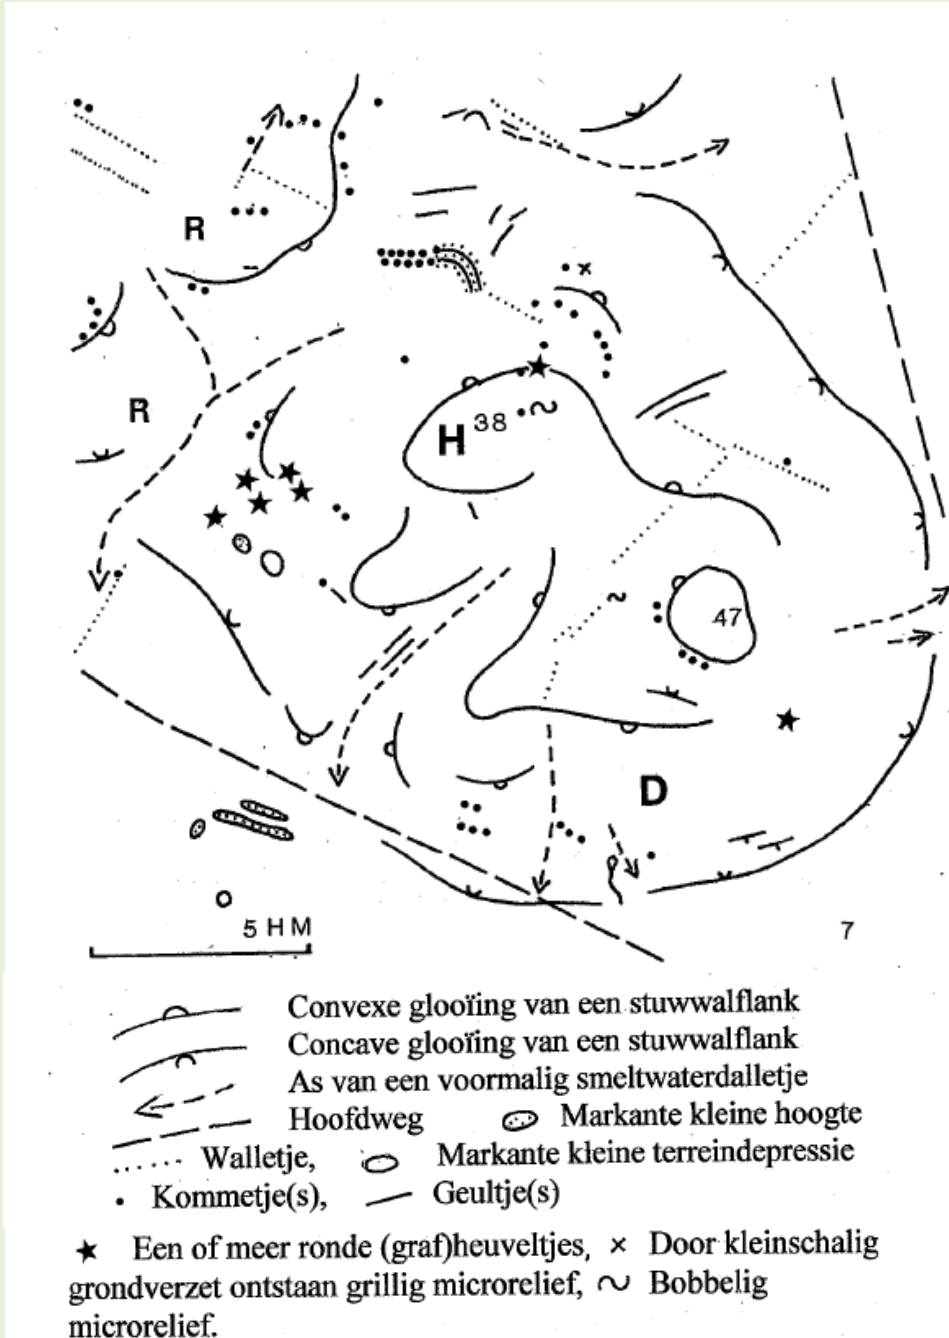 R
R
H 38
47
D
5 HM
7
Convexe glooïing van een stuwwalflank
Concave glooïing van een stuwwalflank
As van een voormalig smeltwaterdalletje
Hoofdweg Markante kleine hoogte
Walletje, Markante kleine terreindepressie
Kommetje(s), Geultje(s)
Een of meer ronde (graf)heuveltjes, × Door kleinschalig
grondverzet ontstaan grillig microrelief, ~ Bobbelig
microrelief.